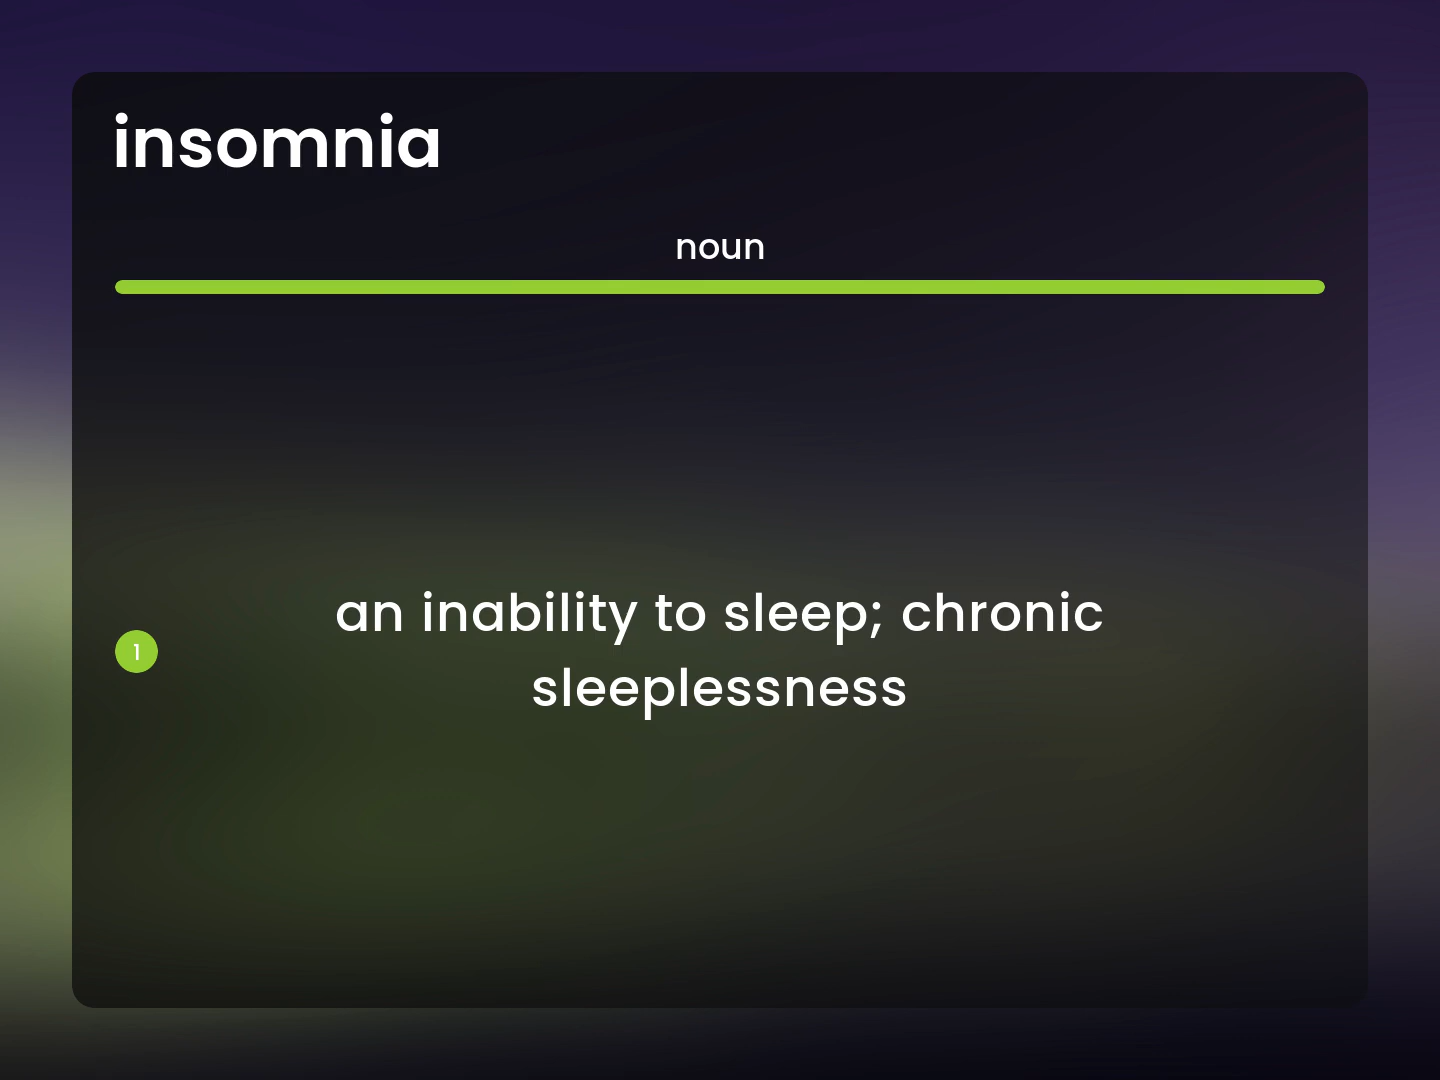 insomnia
noun
1
an inability to sleep; chronic
sleeplessness